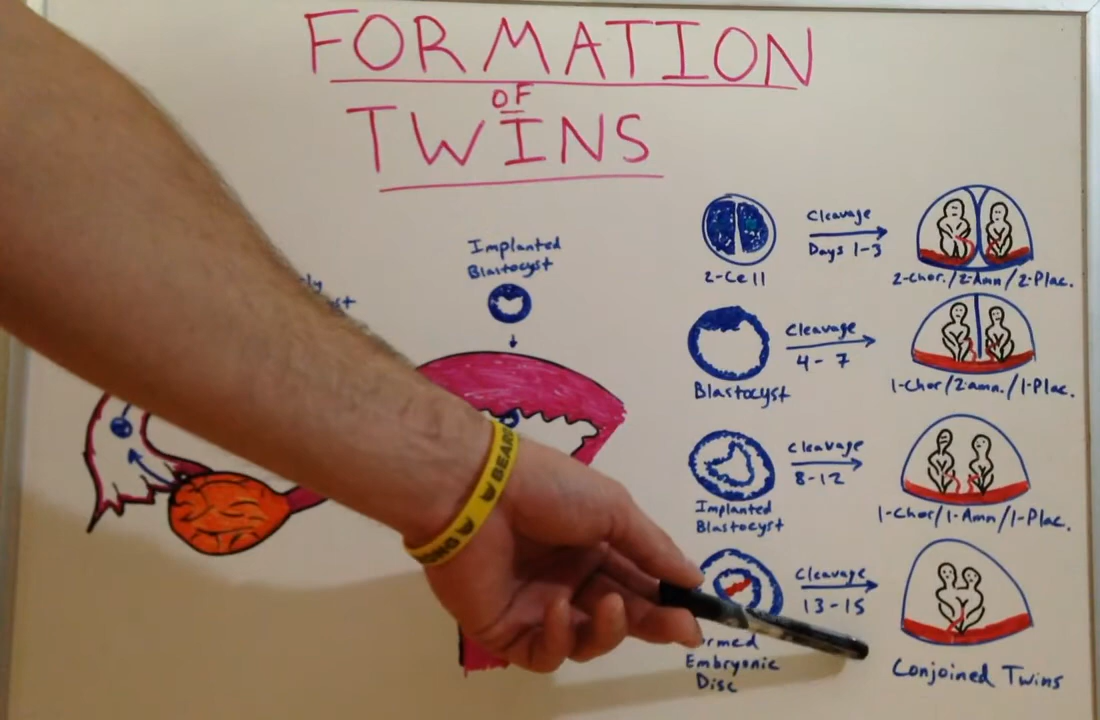 FORMATION
OF
TWINS
Implanted
Blastocyst
2-Cell
Cleavage
Days 1-3
2-Chor./2-Amn/2-Plac.
Blastocyst
Cleavage
4- 7
1-Chor/2-amn./1-Plac.
Implanted
Blastocyst
Cleavage
8-12
1-Chor/1-Amn/1-Plac.
Cleavage
13-15
Embryonic
Disc
Conjoined Twins
BEARD